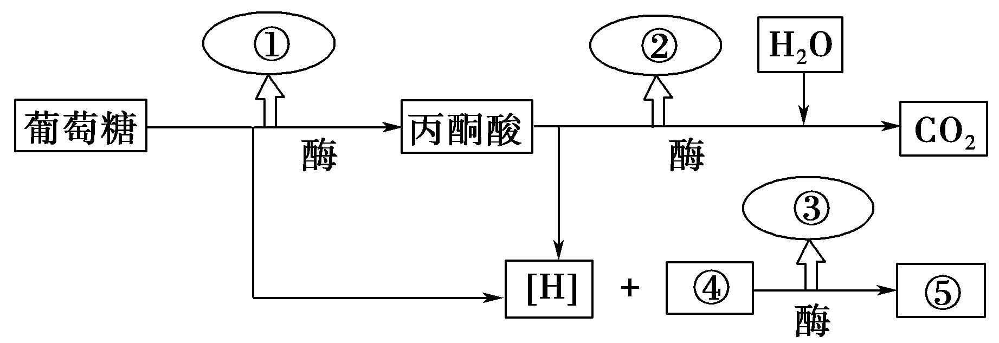 ①
②
H₂O
葡萄糖
丙酮酸
CO₂
酶
酶
③
[H]
+
④
⑤
酶